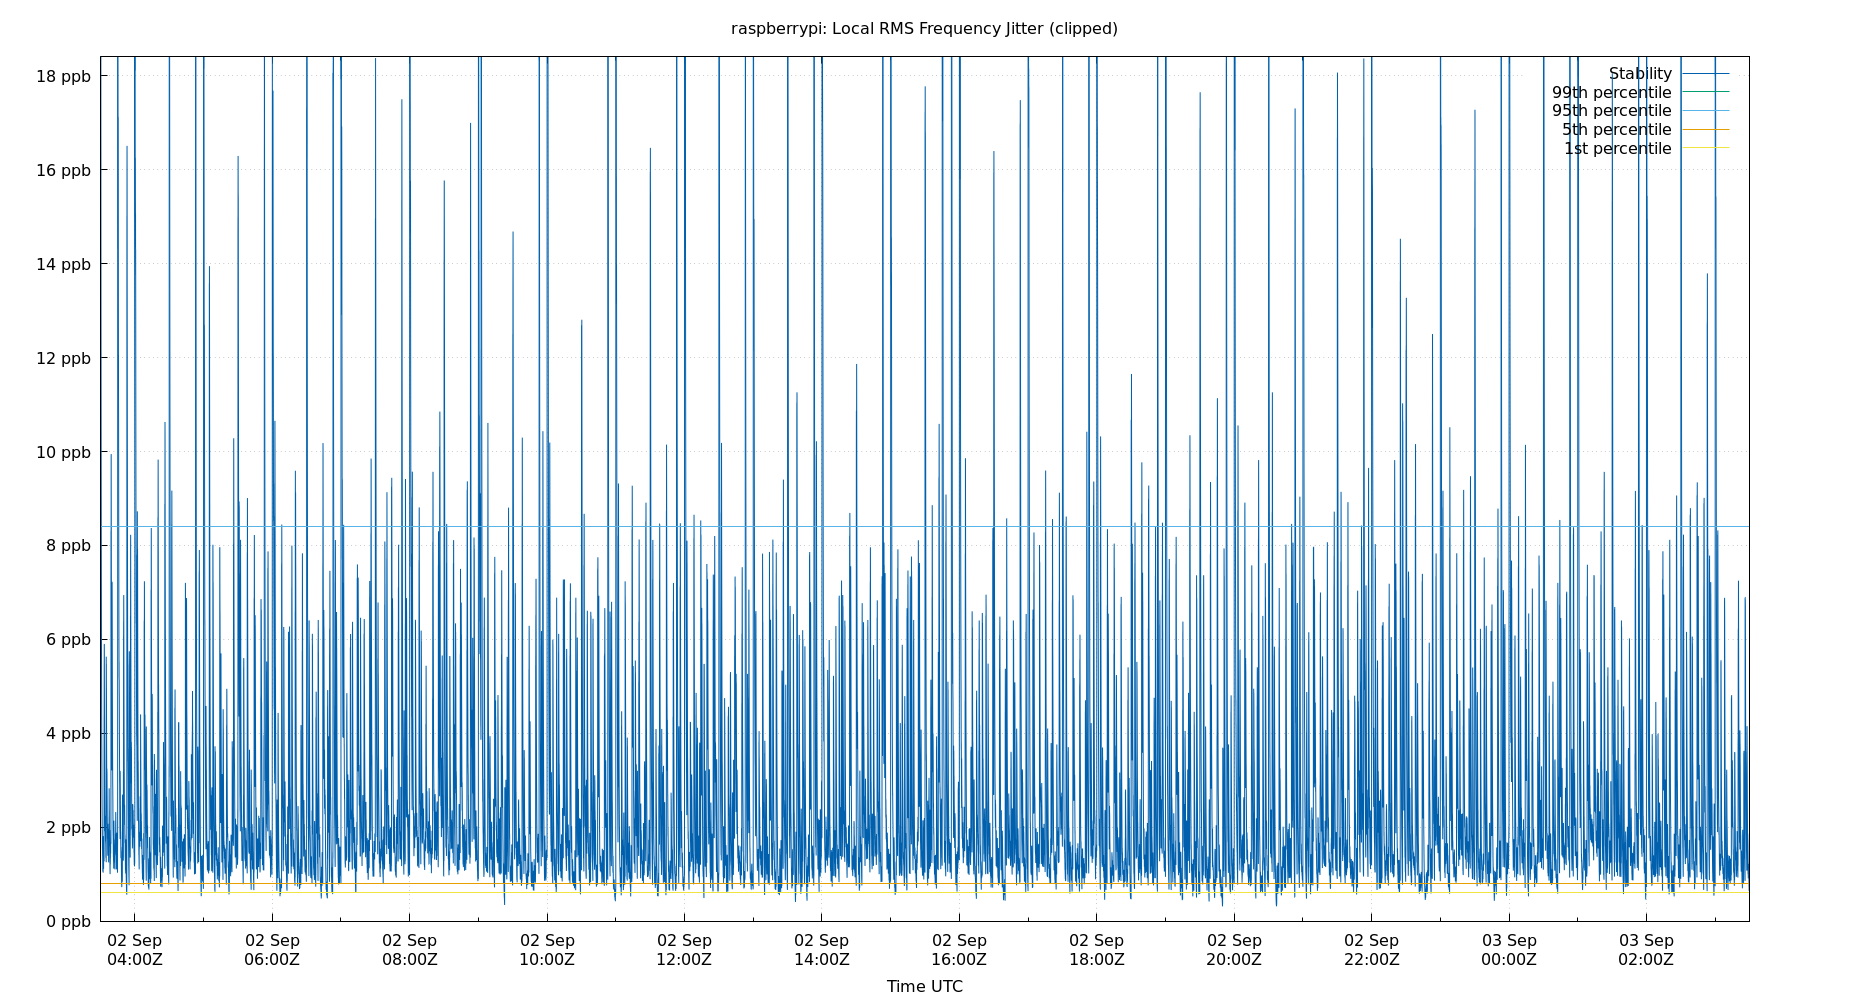 raspberrypi: Local RMS Frequency Jitter (clipped)
18 ppb
16 ppb
14 ppb
12 ppb
10 ppb
8 ppb
6 ppb
4 ppb
2 ppb
0 ppb
Stability
99th percentile
95th percentile
5th percentile
1st percentile
02 Sep 02 Sep 02 Sep 02 Sep 02 Sep 02 Sep 02 Sep 02 Sep 02 Sep 02 Sep 03 Sep 03 Sep
04:00Z 06:00Z 08:00Z 10:00Z 12:00Z 14:00Z 16:00Z 18:00Z 20:00Z 22:00Z 00:00Z 02:00Z
Time UTC